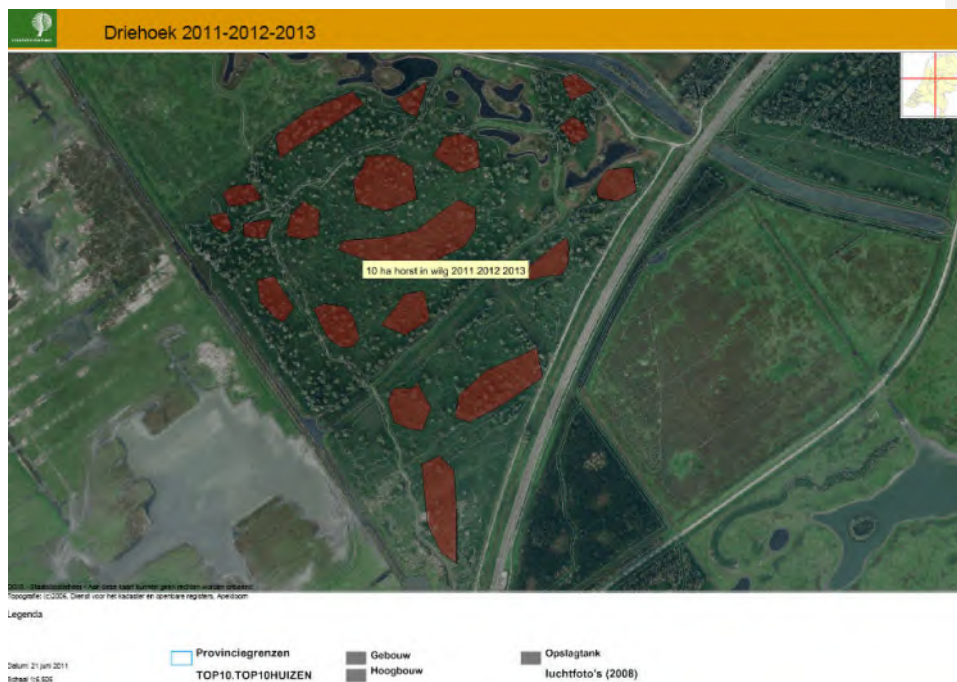 Driehoek 2011-2012-2013
10 ha horst in wilg 2011 2012 2013
Topografie: (c)2006, Dienst voor het kadaster en openbare registers, Apeldoorn
Legenda
Provinciegrenzen
TOP10.TOP10HUIZEN
Gebouw
Hoogbouw
Opslagtank
luchtfoto's (2008)
Datum: 21 juni 2011